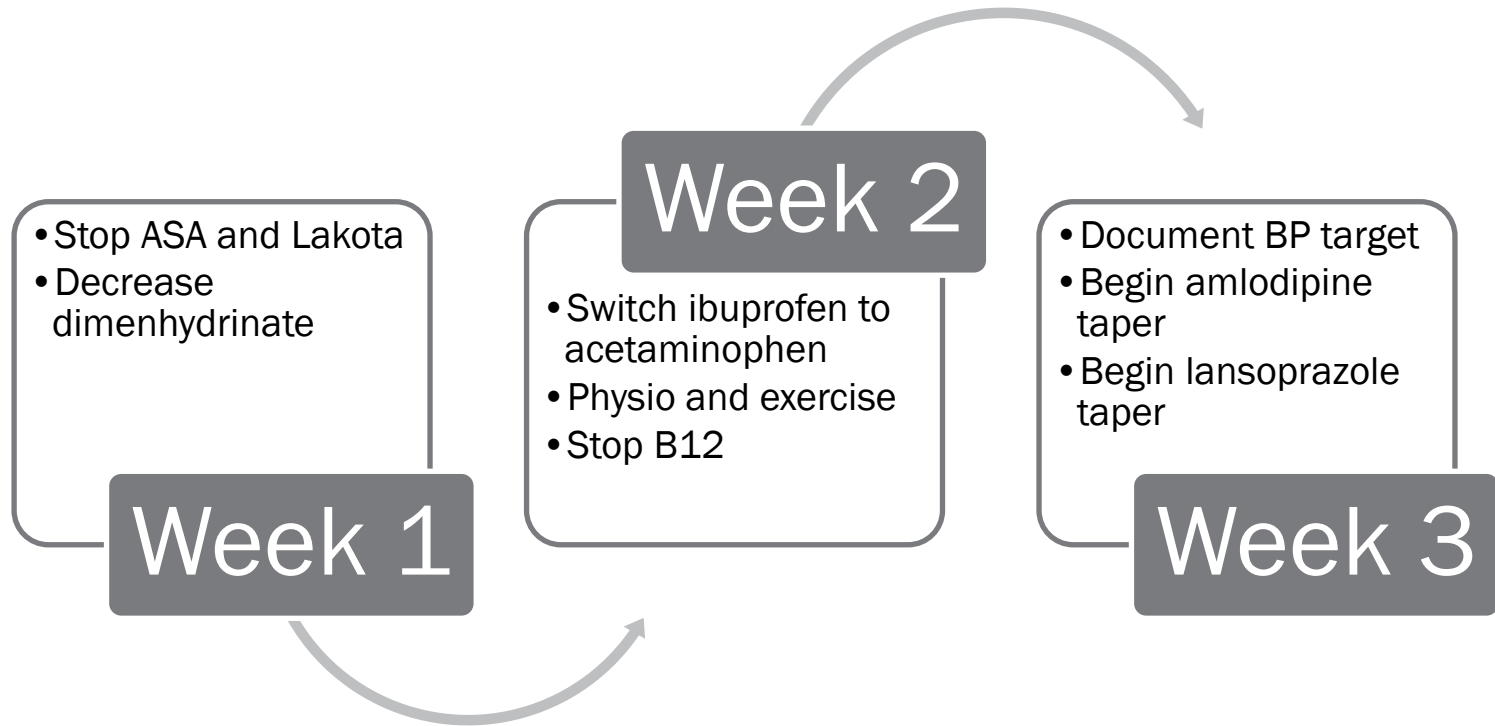 • Stop ASA and Lakota
• Decrease
dimenhydrinate
Week 1
Week 2
• Switch ibuprofen to
acetaminophen
• Physio and exercise
• Stop B12
• Document BP target
• Begin amlodipine
taper
• Begin lansoprazole
taper
Week 3